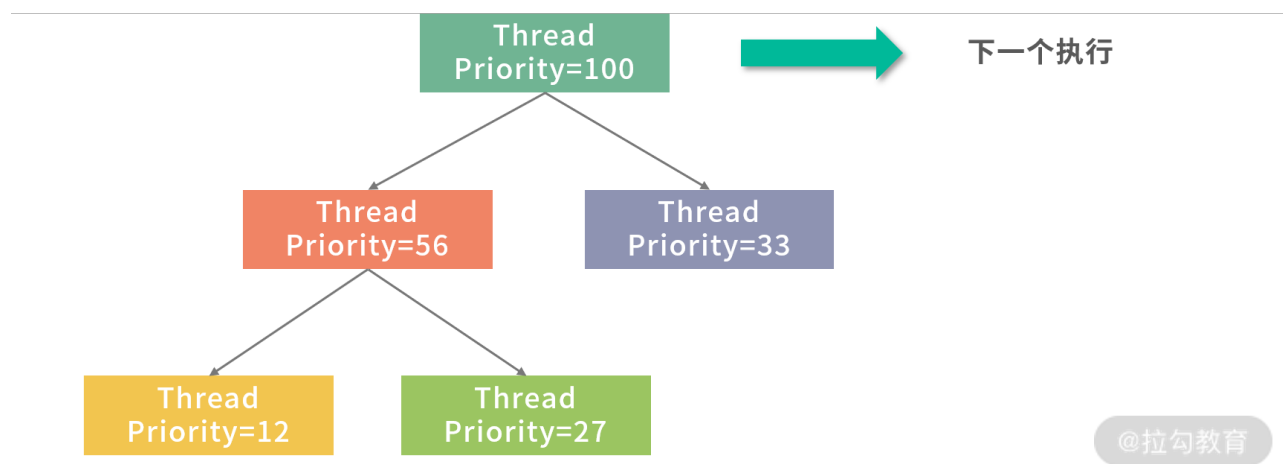 Thread
Priority=100
下一个执行
Thread
Priority=56
Thread
Priority=33
Thread
Priority=12
Thread
Priority=27
@拉勾教育